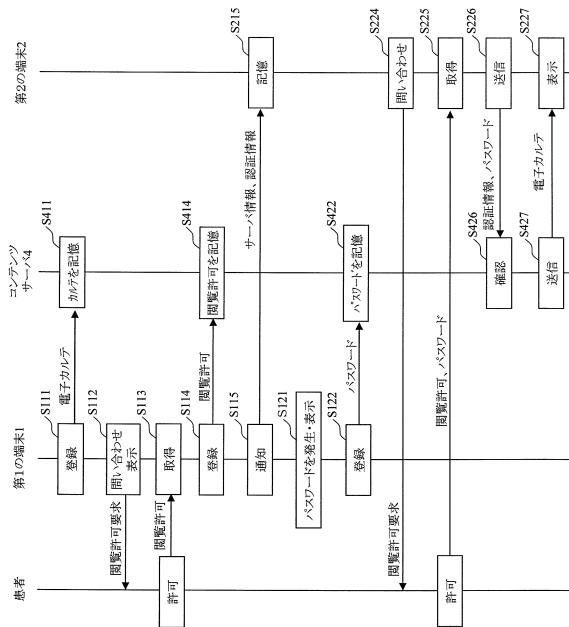 患者
第1の端末1
コンテンツ
サーバ4
第2の端末2
S111
登録
電子カルテ
S411
カルテを記憶
S112
問い合わせ
表示
閲覧許可要求
許可
閲覧許可
S113
取得
S114
登録
閲覧許可
S414
閲覧許可を記憶
S115
通知
サーバ情報、認証情報
S215
記憶
S121
パスワードを発生・表示
S122
登録
パスワード
S422
パスワードを記憶
S224
問い合わせ
閲覧許可要求
許可
閲覧許可、パスワード
S225
取得
S226
送信
認証情報、パスワード
S426
確認
S427
送信
電子カルテ
S227
表示